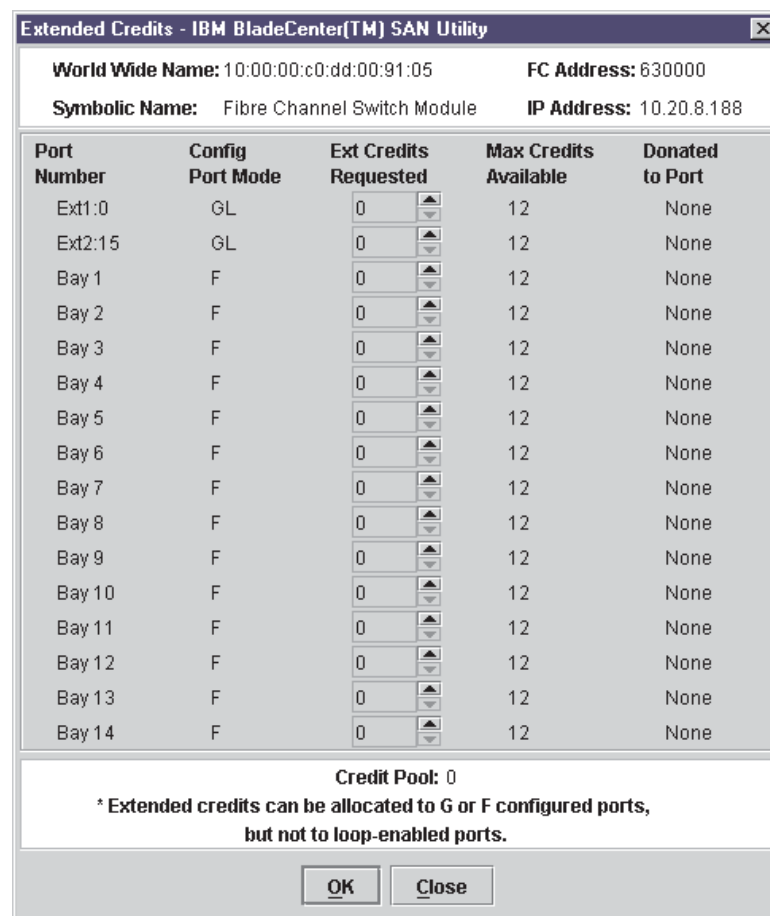 Extended Credits - IBM BladeCenter(TM) SAN Utility
World Wide Name: 10:00:00:c0:dd:00:91:05 FC Address: 630000
Symbolic Name: Fibre Channel Switch Module IP Address: 10.20.8.188
Port Number Config Port Mode Ext Credits Requested Max Credits Available Donated to Port
Ext1:0 GL 0 12 None
Ext2:15 GL 0 12 None
Bay 1 F 0 12 None
Bay 2 F 0 12 None
Bay 3 F 0 12 None
Bay 4 F 0 12 None
Bay 5 F 0 12 None
Bay 6 F 0 12 None
Bay 7 F 0 12 None
Bay 8 F 0 12 None
Bay 9 F 0 12 None
Bay 10 F 0 12 None
Bay 11 F 0 12 None
Bay 12 F 0 12 None
Bay 13 F 0 12 None
Bay 14 F 0 12 None
Credit Pool: 0
* Extended credits can be allocated to G or F configured ports,
but not to loop-enabled ports.
OK Close